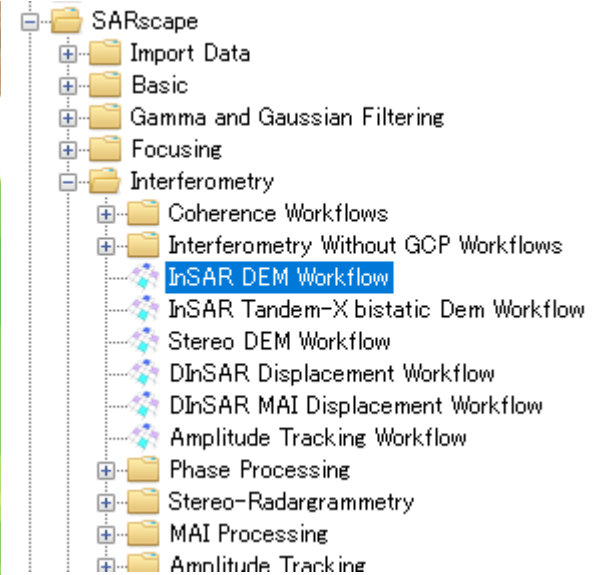 SARscape
Import Data
Basic
Gamma and Gaussian Filtering
Focusing
Interferometry
Coherence Workflows
Interferometry Without GCP Workflows
InSAR DEM Workflow
InSAR Tandem-X bistatic Dem Workflow
Stereo DEM Workflow
DInSAR Displacement Workflow
DInSAR MAI Displacement Workflow
Amplitude Tracking Workflow
Phase Processing
Stereo-Radargrammetry
MAI Processing
Amplitude Tracking